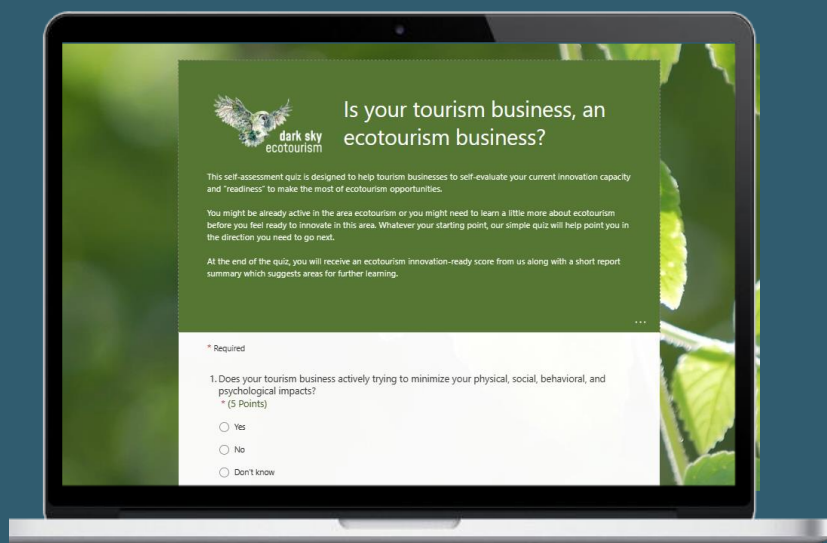 dark sky
ecotourism
Is your tourism business, an
ecotourism business?
This self-assessment quiz is designed to help tourism businesses to self-evaluate your current innovation capacity
and "readiness" to make the most of ecotourism opportunities.
You might be already active in the area ecotourism or you might need to learn a little more about ecotourism
before you feel ready to innovate in this area. Whatever your starting point, our simple quiz will help point you in
the direction you need to go next.
At the end of the quiz, you will receive an ecotourism innovation-ready score from us along with a short report
summary which suggests areas for further learning.
...
* Required
1. Does your tourism business actively trying to minimize your physical, social, behavioral, and
psychological impacts?
* (5 Points)
Yes
No
Don't know